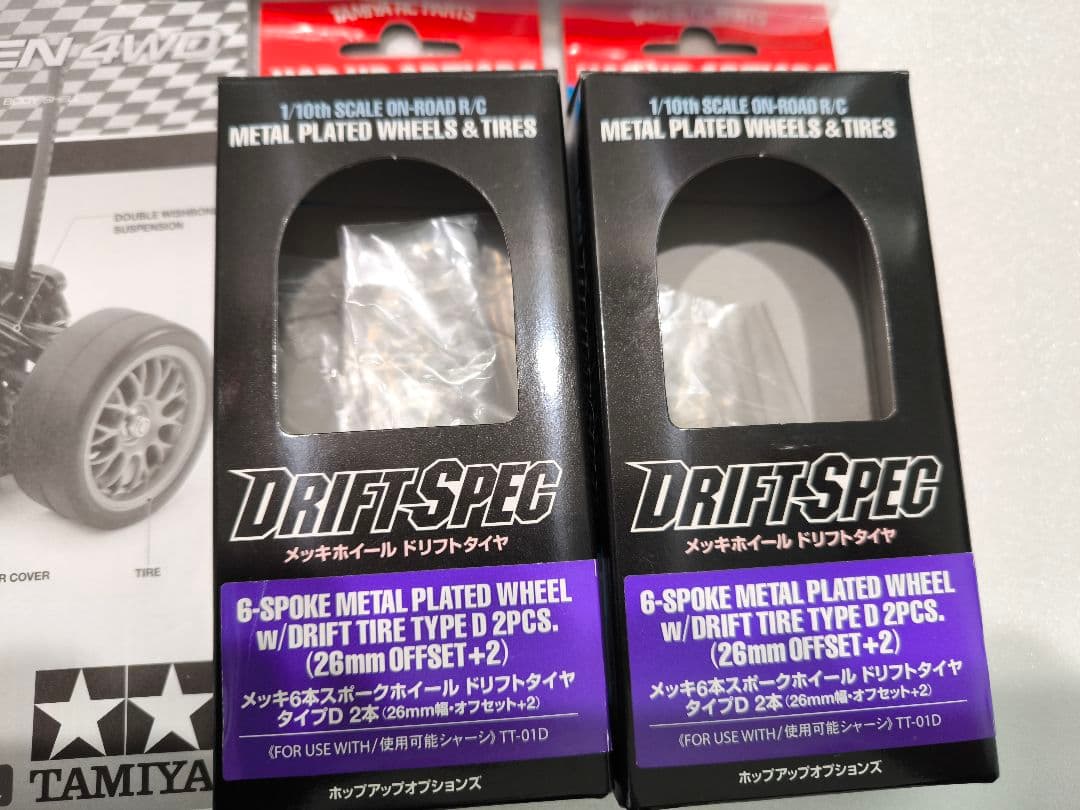 EN 4WD
BODYSHELL
DOUBLE WISHBON
SUSPENSION
R COVER
TIRE
TAMIYA
TAMIYA RC PARTS
1/10th SCALE ON-ROAD R/C
METAL PLATED WHEELS & TIRES
DRIFT-SPEC
メッキホイール ドリフトタイヤ
6-SPOKE METAL PLATED WHEEL
w/DRIFT TIRE TYPE D 2PCS.
(26mm OFFSET+2)
メッキ6本スポークホイール ドリフトタイヤ
タイプD 2本(26mm幅・オフセット+2)
《FOR USE WITH/使用可能シャーシ》TT-01D
ホップアップオプションズ
1/10th SCALE ON-ROAD R/C
METAL PLATED WHEELS & TIRES
DRIFT-SPEC
メッキホイール ドリフトタイヤ
6-SPOKE METAL PLATED WHEEL
w/DRIFT TIRE TYPE D 2PCS.
(26mm OFFSET+2)
メッキ6本スポークホイール ドリフトタイヤ
タイプD 2本(26mm幅・オフセット+2)
《FOR USE WITH/使用可能シャーシ》TT-01D
ホップアップオプションズ